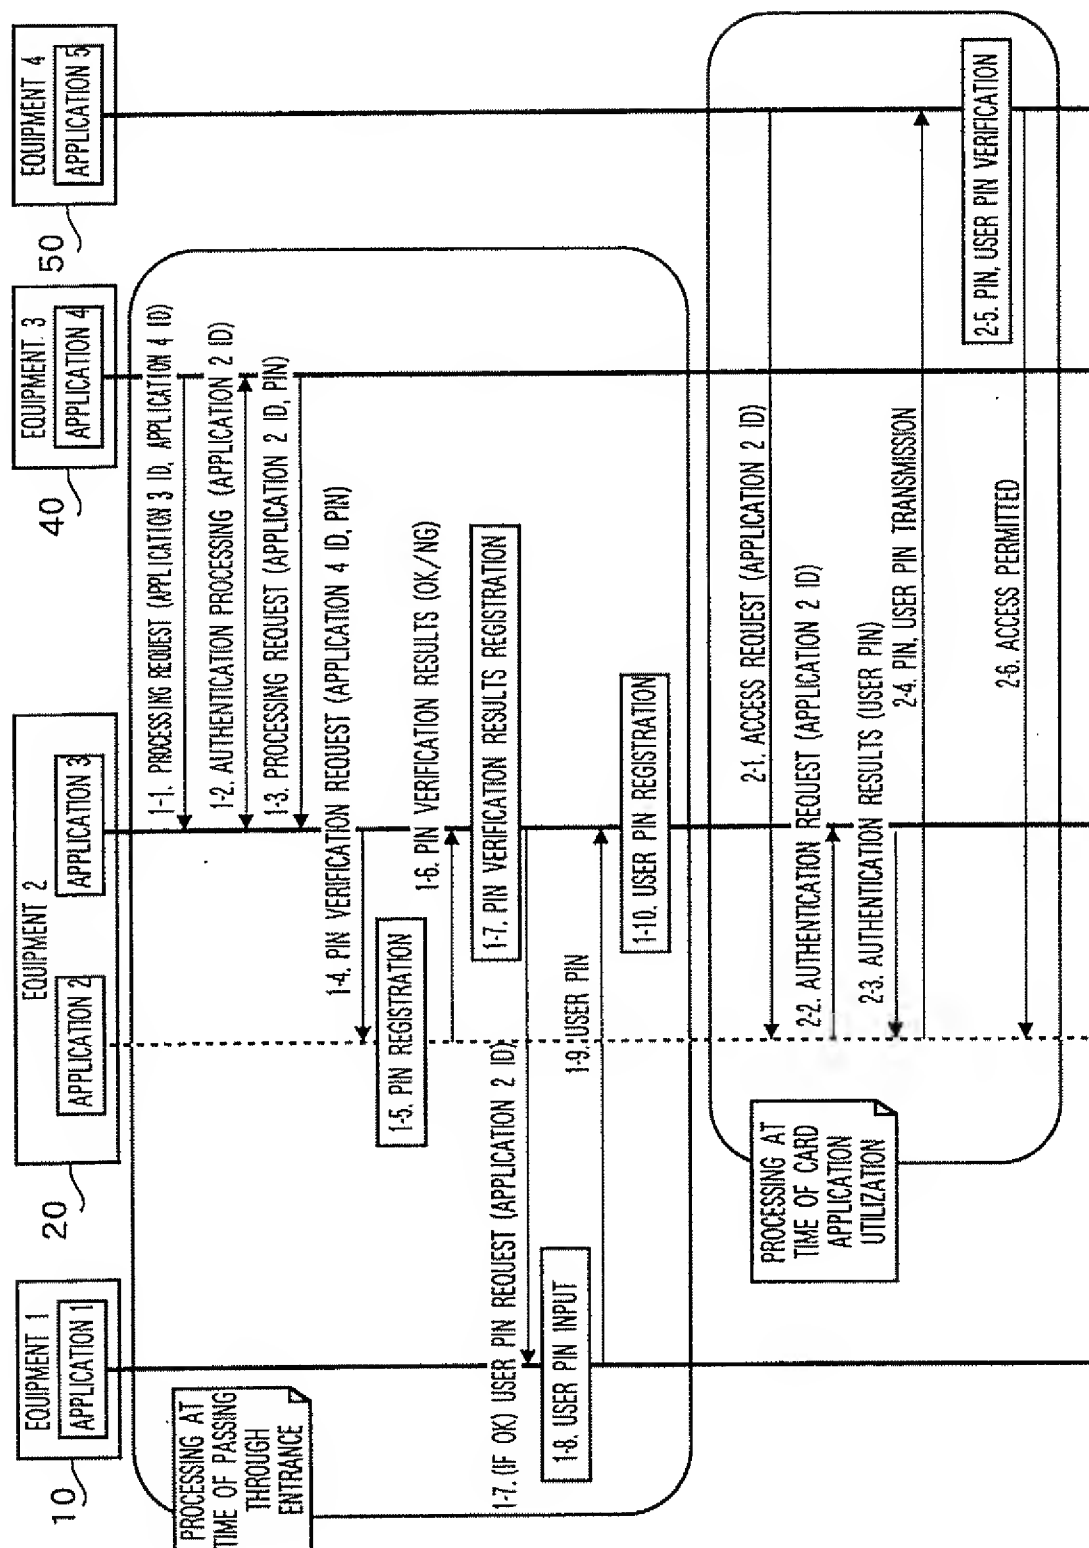 10
EQUIPMENT 1
APPLICATION 1
20
EQUIPMENT 2
APPLICATION 2
APPLICATION 3
40
EQUIPMENT 3
APPLICATION 4
50
EQUIPMENT 4
APPLICATION 5
PROCESSING AT
TIME OF PASSING
THROUGH
ENTRANCE
1-1. PROCESSING REQUEST (APPLICATION 3 ID, APPLICATION 4 ID)
1-2. AUTHENTICATION PROCESSING (APPLICATION 2 ID)
1-3. PROCESSING REQUEST (APPLICATION 2 ID, PIN)
1-4. PIN VERIFICATION REQUEST (APPLICATION 4 ID, PIN)
1-5. PIN REGISTRATION
1-6. PIN VERIFICATION RESULTS (OK/NG)
1-7. PIN VERIFICATION RESULTS REGISTRATION
1-7. (IF OK) USER PIN REQUEST (APPLICATION 2 ID)
1-8. USER PIN INPUT
1-9. USER PIN
1-10. USER PIN REGISTRATION
PROCESSING AT
TIME OF CARD
APPLICATION
UTILIZATION
2-1. ACCESS REQUEST (APPLICATION 2 ID)
2-2. AUTHENTICATION REQUEST (APPLICATION 2 ID)
2-3. AUTHENTICATION RESULTS (USER PIN)
2-4. PIN, USER PIN TRANSMISSION
2-5. PIN, USER PIN VERIFICATION
2-6. ACCESS PERMITTED